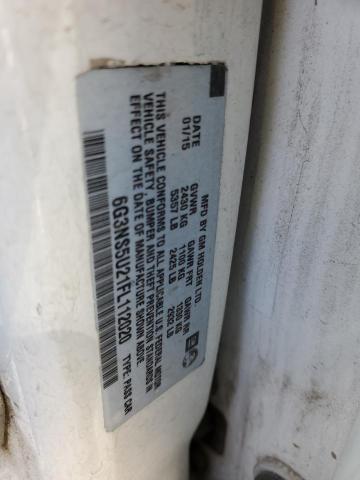 MFD. BY GM HOLDEN LTD.
DATE GVWR GAWR FRT GAWR RR
01/15 2430 KG 1100 KG 1330 KG
5357 LB 2425 LB 2932 LB
THIS VEHICLE CONFORMS TO ALL APPLICABLE U.S. FEDERAL MOTOR
VEHICLE SAFETY, BUMPER AND THEFT PREVENTION STANDARDS IN
EFFECT ON THE DATE OF MANUFACTURE SHOWN ABOVE.
6G3NS5U21FL112020 TYPE: PASS CAR